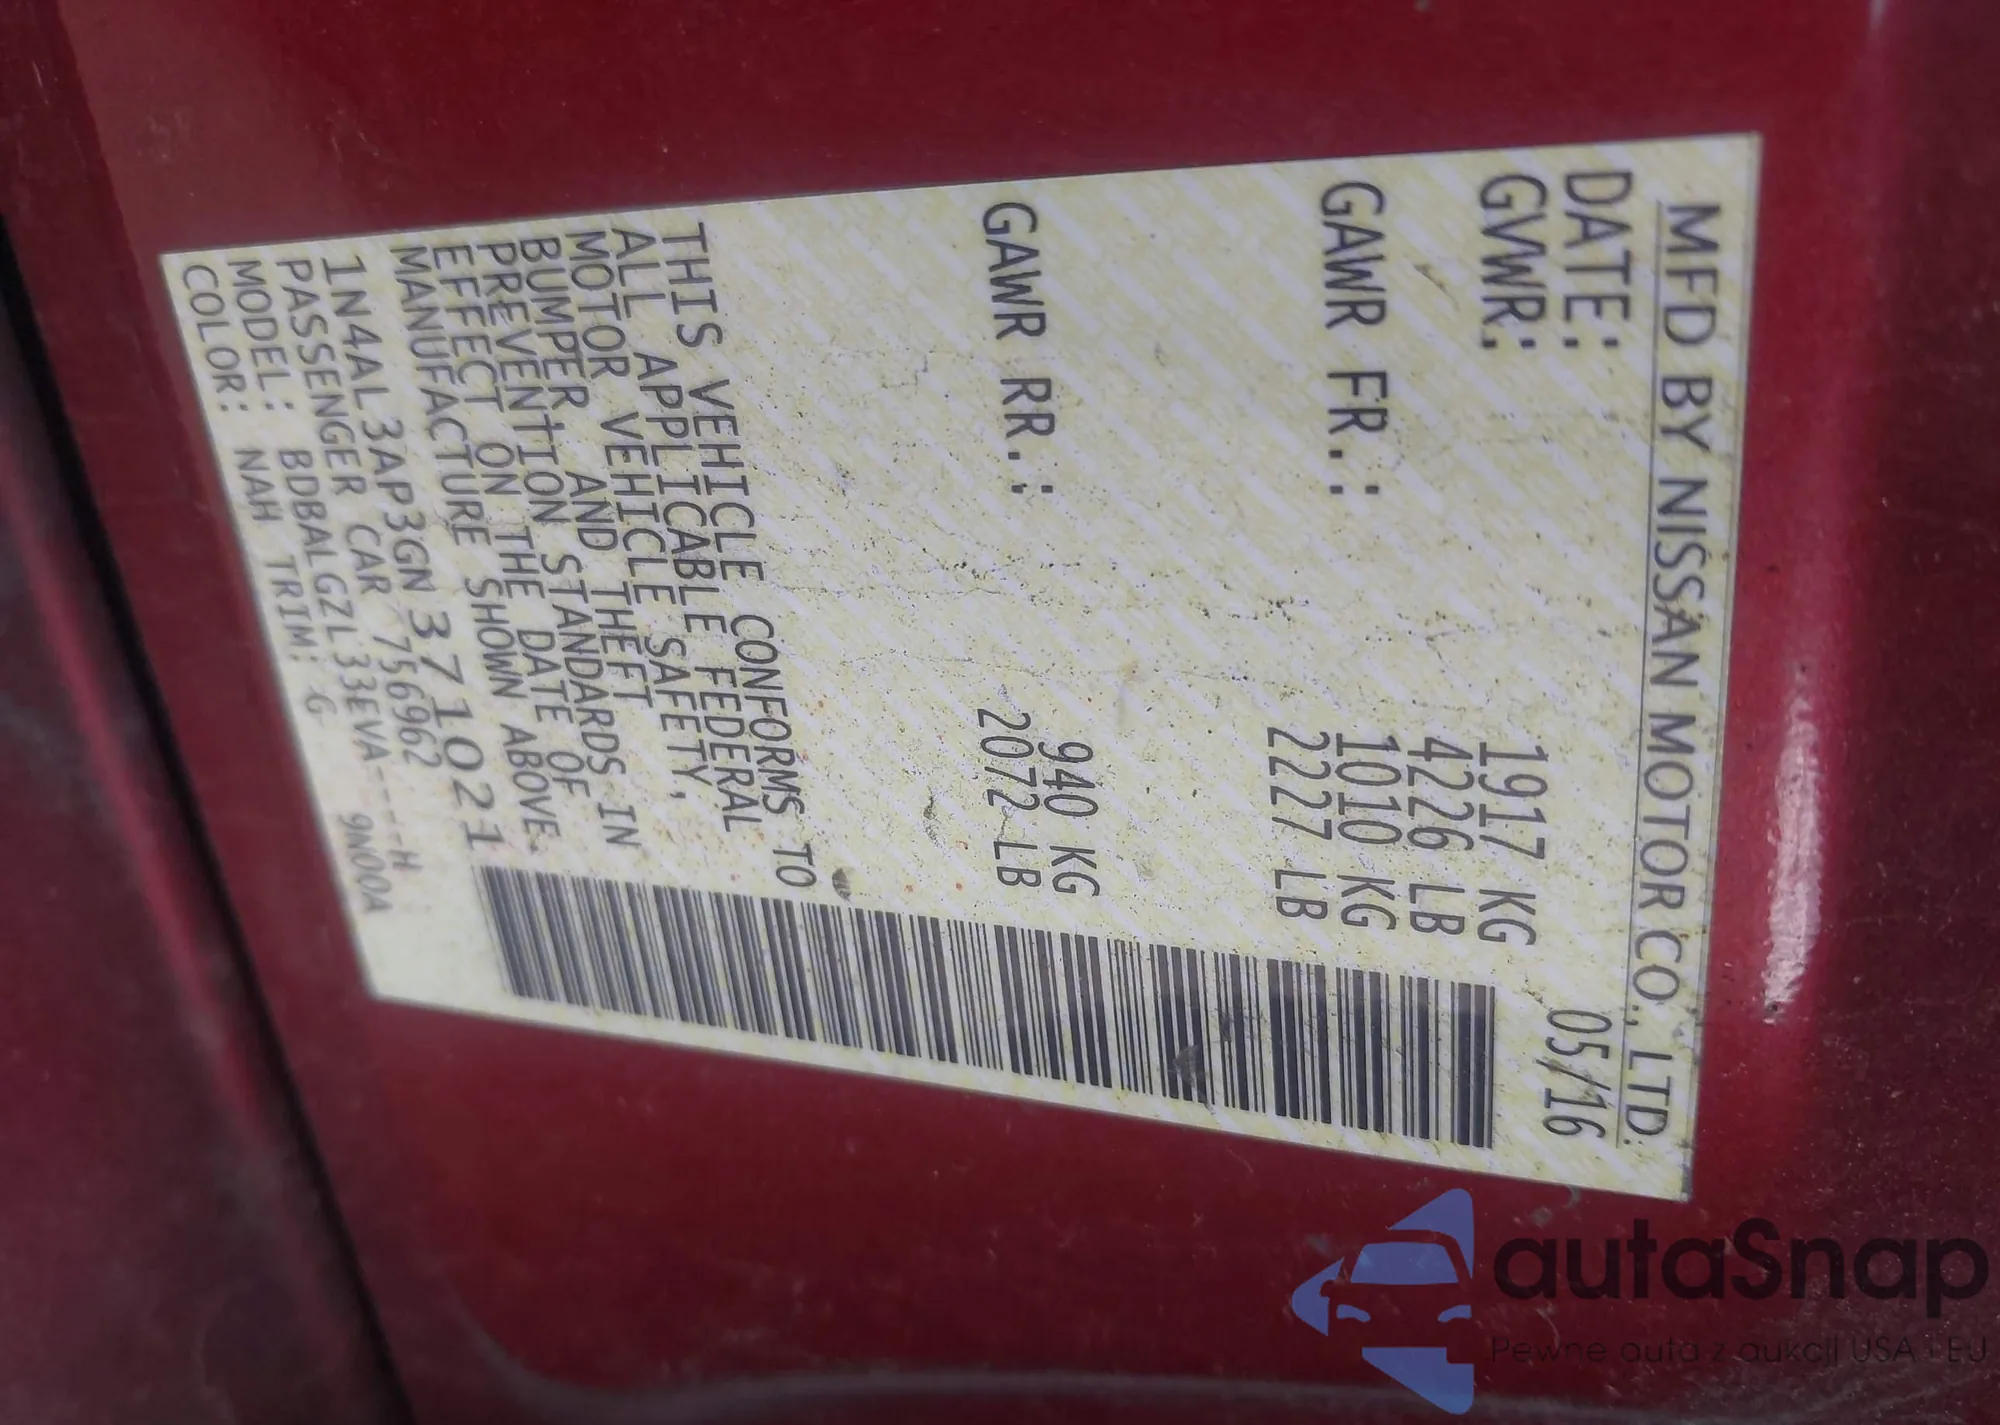 MFD BY NISSAN MOTOR CO., LTD.
DATE: 05/16
GVWR: 1917 KG
4226 LB
GAWR FR.: 1010 KG
2227 LB
GAWR RR.: 940 KG
2072 LB
THIS VEHICLE CONFORMS TO
ALL APPLICABLE FEDERAL
MOTOR VEHICLE SAFETY,
BUMPER, AND THEFT
PREVENTION STANDARDS IN
EFFECT ON THE DATE OF
MANUFACTURE SHOWN ABOVE.
1N4AL3AP3GN371021
PASSENGER CAR 756962
MODEL: BDBALGZL33EVA----H
COLOR: NAH TRIM: G 9N00A
autaSnap
Pewne auta z aukcji USA i EU